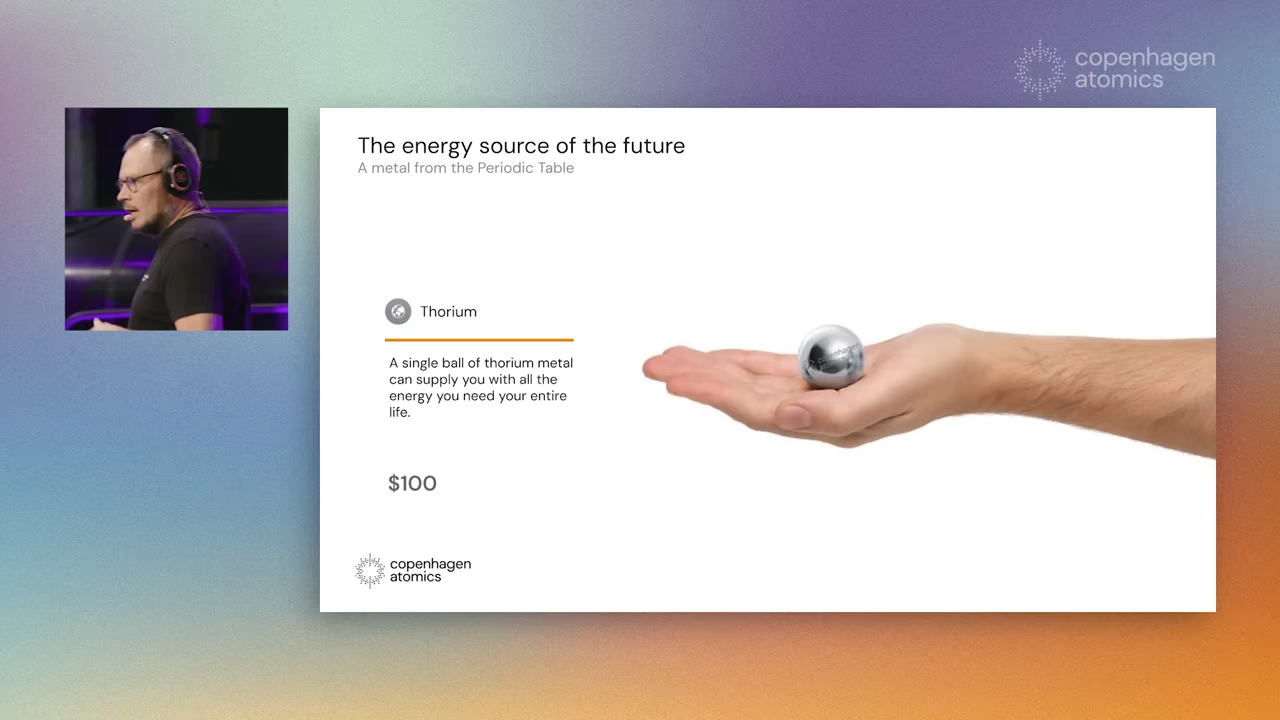 copenhagen
atomics
The energy source of the future
A metal from the Periodic Table
Thorium
A single ball of thorium metal
can supply you with all the
energy you need your entire
life.
$100
copenhagen
atomics